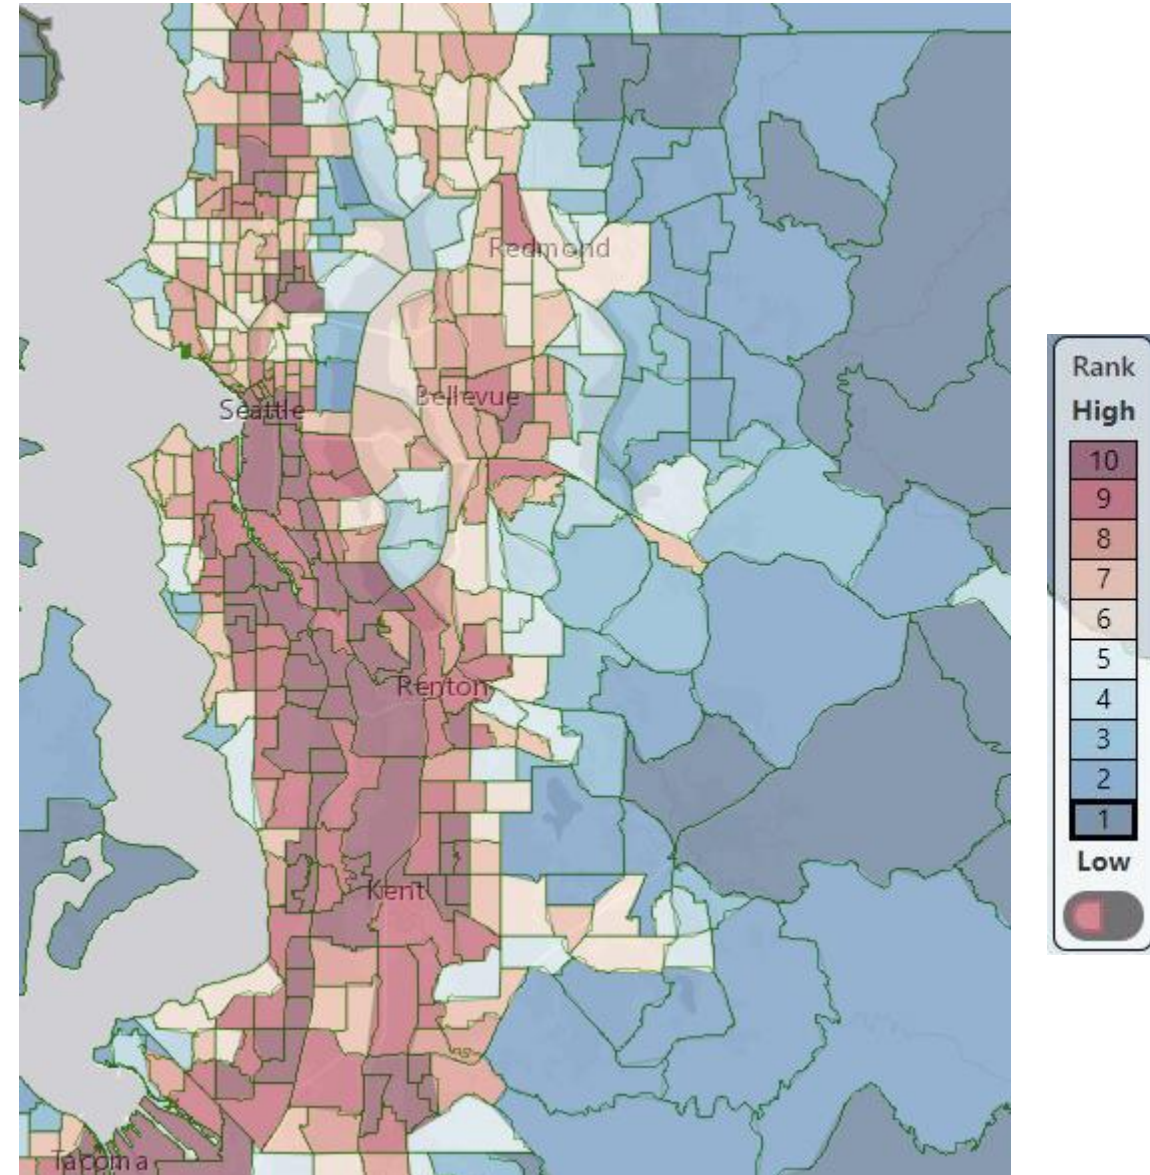 Redmond
Bellevue
Seattle
Renton
Kent
Tacoma
Rank
High
10
9
8
7
6
5
4
3
2
1
Low